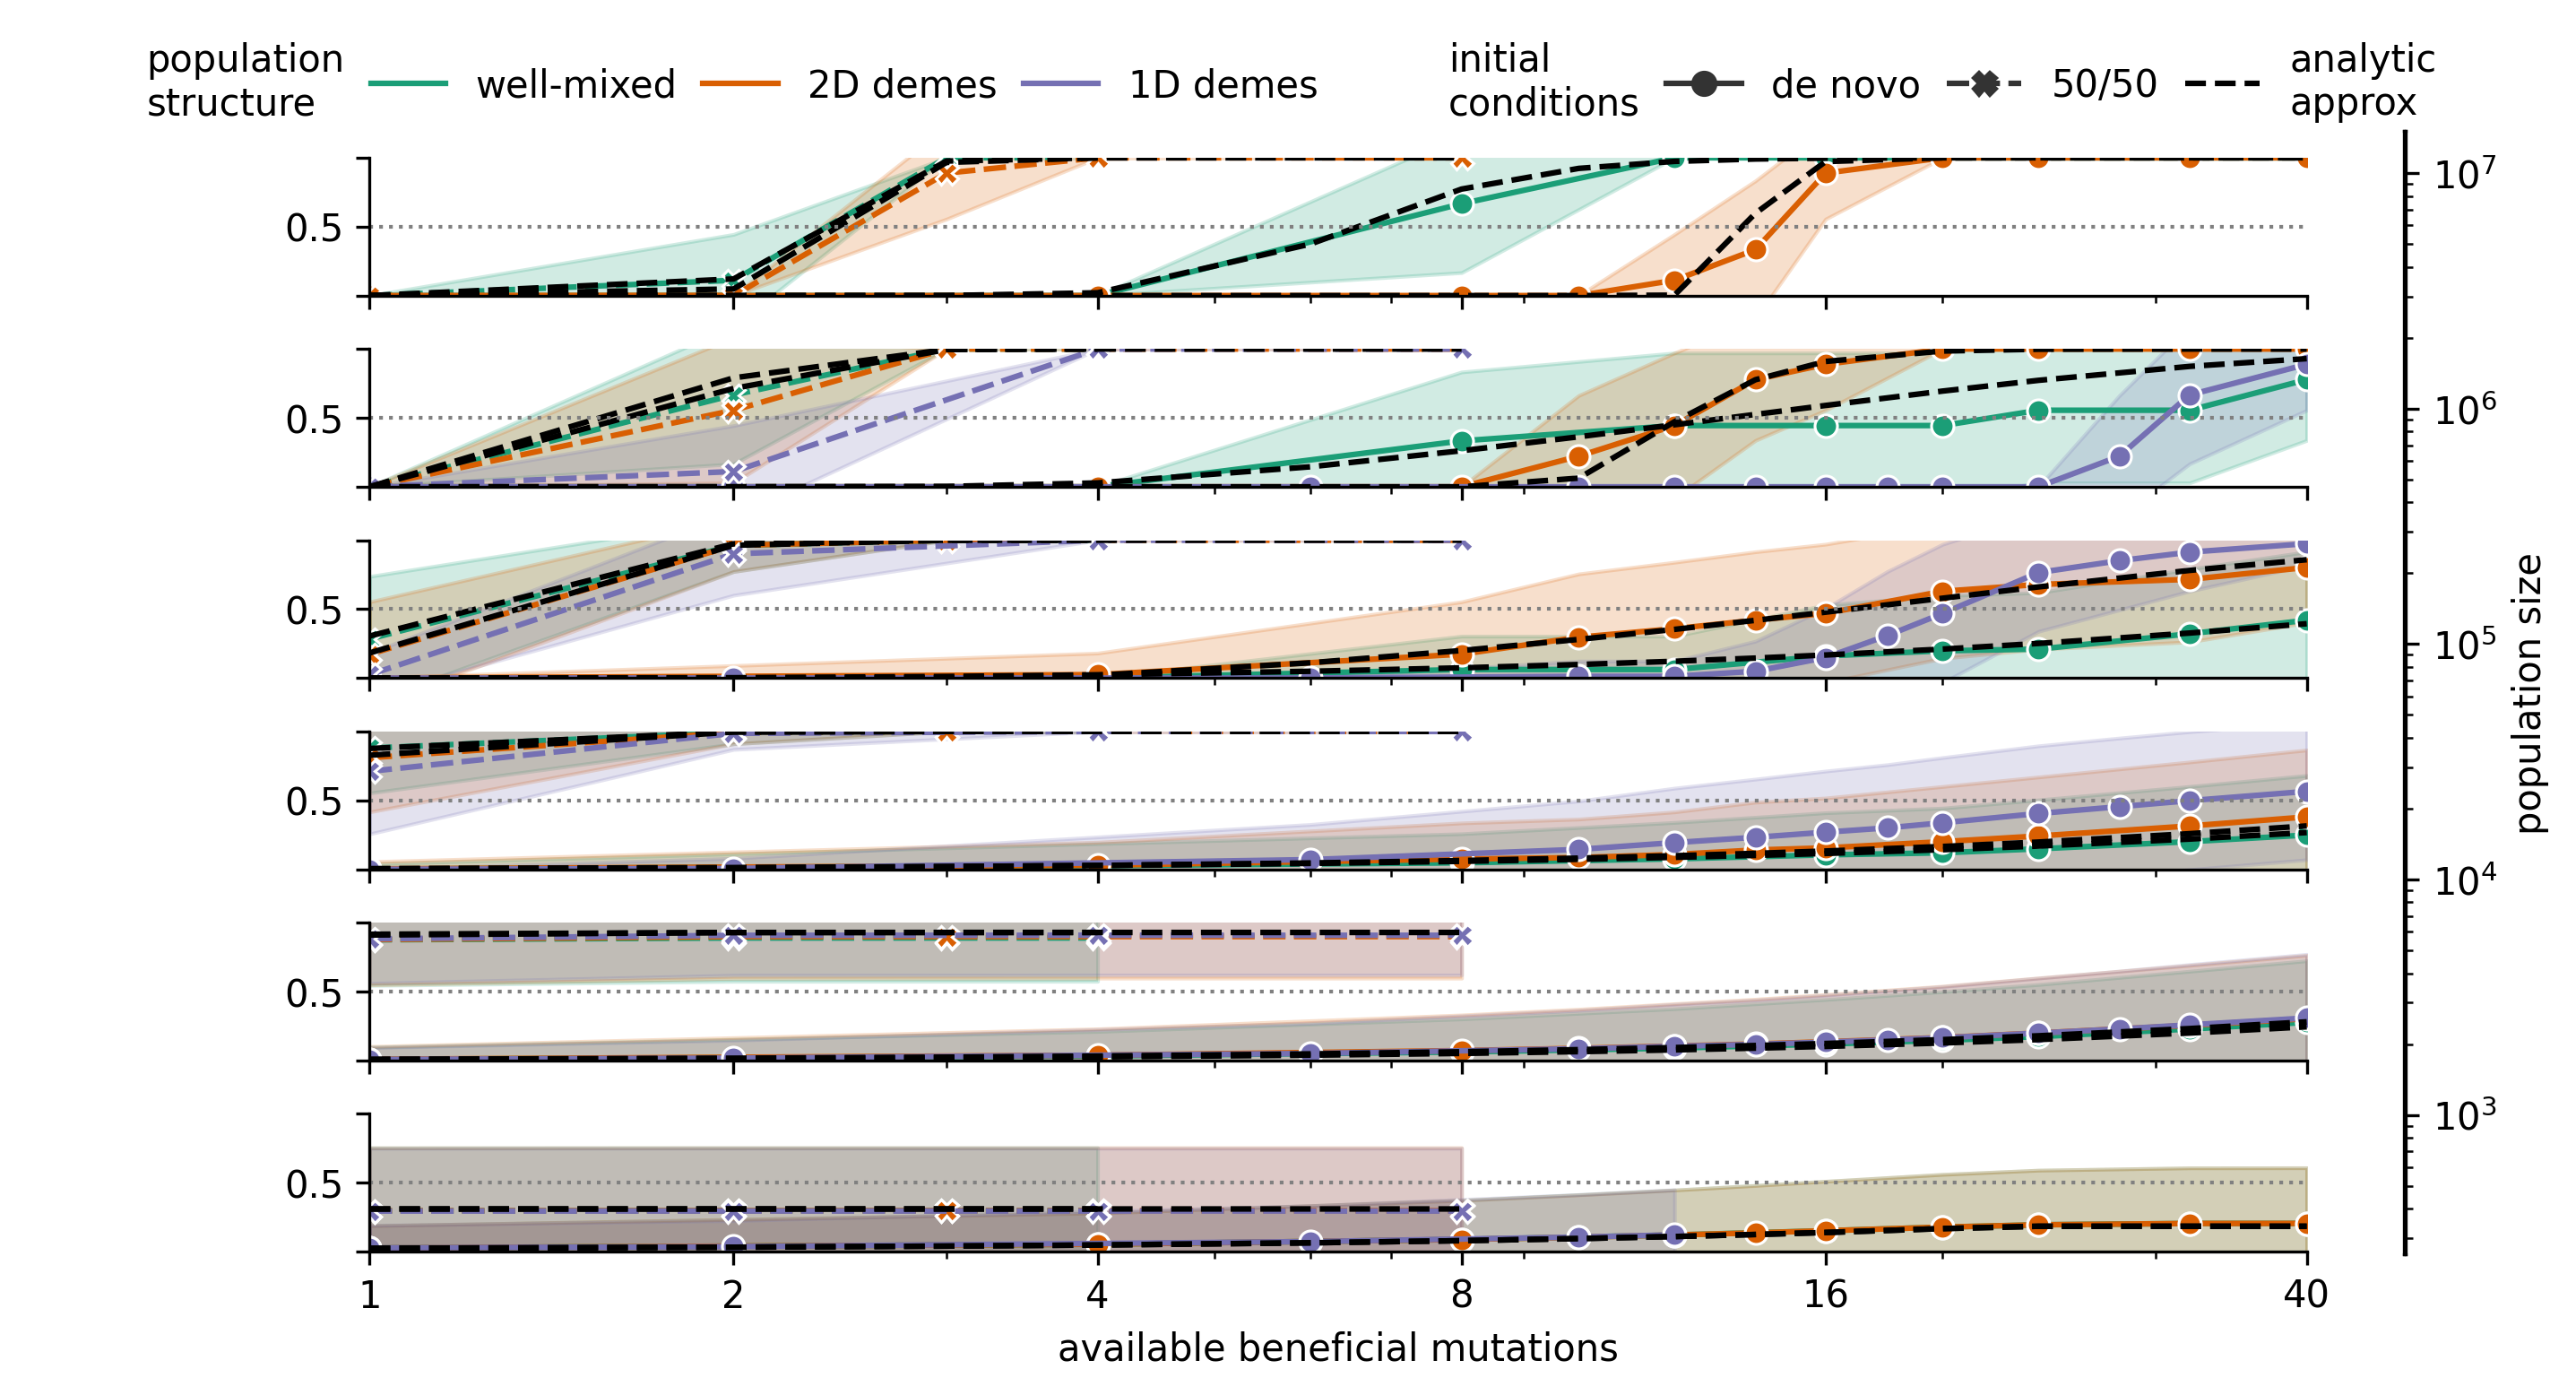 population
structure
well-mixed
2D demes
1D demes
initial
conditions
de novo
50/50
analytic
approx
0.5
0.5
0.5
0.5
0.5
0.5
10⁷
10⁶
10⁵
10⁴
10³
population size
1 2 4 8 16 40
available beneficial mutations